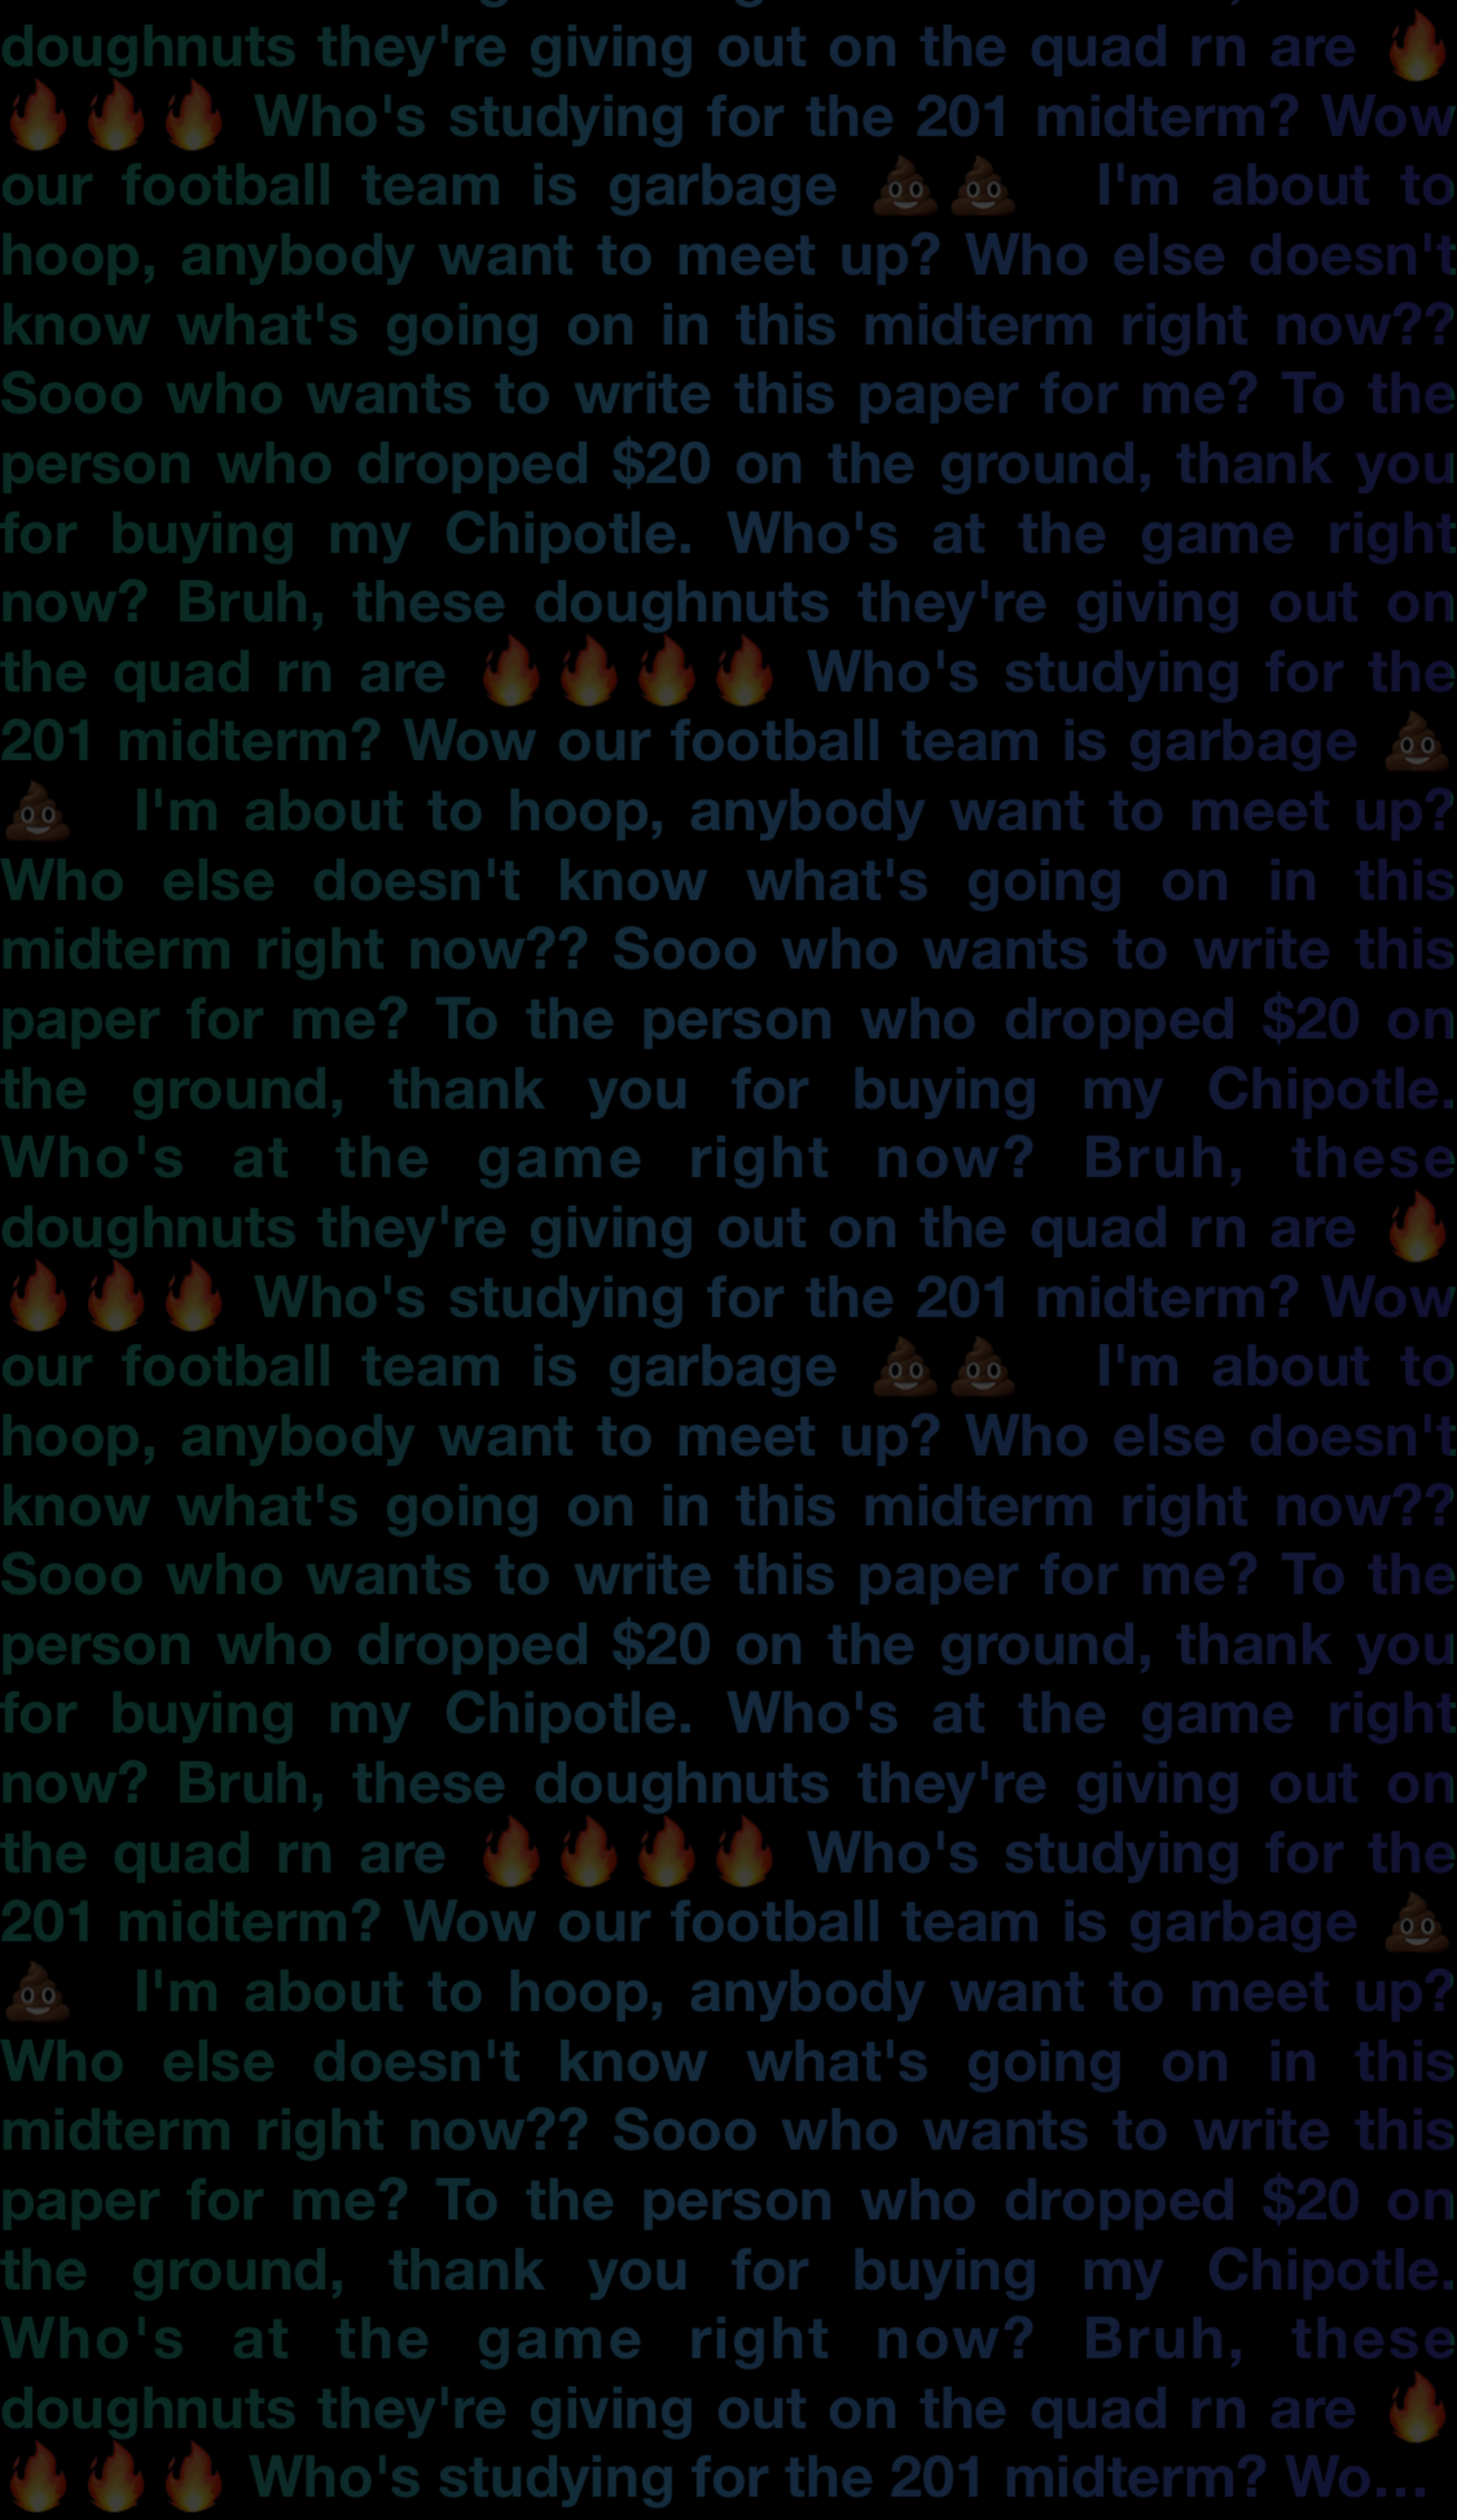 doughnuts they're giving out on the quad rn are 🔥
🔥🔥🔥 Who's studying for the 201 midterm? Wow
our football team is garbage 💩💩 I'm about to
hoop, anybody want to meet up? Who else doesn't
know what's going on in this midterm right now??
Sooo who wants to write this paper for me? To the
person who dropped $20 on the ground, thank you
for buying my Chipotle. Who's at the game right
now? Bruh, these doughnuts they're giving out on
the quad rn are 🔥🔥🔥🔥 Who's studying for the
201 midterm? Wow our football team is garbage 💩
💩 I'm about to hoop, anybody want to meet up?
Who else doesn't know what's going on in this
midterm right now?? Sooo who wants to write this
paper for me? To the person who dropped $20 on
the ground, thank you for buying my Chipotle.
Who's at the game right now? Bruh, these
doughnuts they're giving out on the quad rn are 🔥
🔥🔥🔥 Who's studying for the 201 midterm? Wow
our football team is garbage 💩💩 I'm about to
hoop, anybody want to meet up? Who else doesn't
know what's going on in this midterm right now??
Sooo who wants to write this paper for me? To the
person who dropped $20 on the ground, thank you
for buying my Chipotle. Who's at the game right
now? Bruh, these doughnuts they're giving out on
the quad rn are 🔥🔥🔥🔥 Who's studying for the
201 midterm? Wow our football team is garbage 💩
💩 I'm about to hoop, anybody want to meet up?
Who else doesn't know what's going on in this
midterm right now?? Sooo who wants to write this
paper for me? To the person who dropped $20 on
the ground, thank you for buying my Chipotle.
Who's at the game right now? Bruh, these
doughnuts they're giving out on the quad rn are 🔥
🔥🔥🔥 Who's studying for the 201 midterm? Wo...